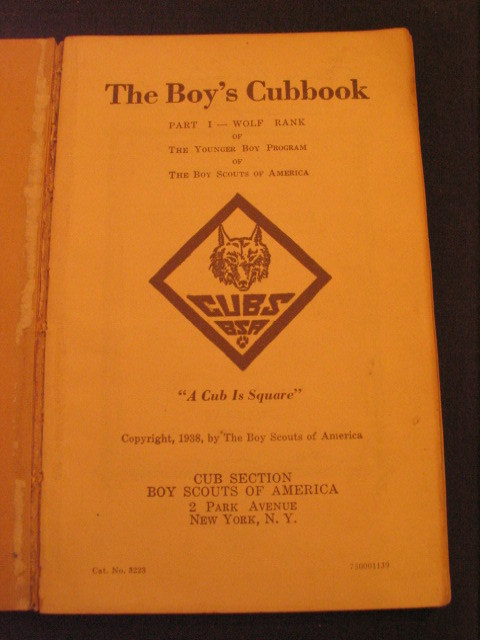 The Boy's Cubbook
PART I — WOLF RANK
OF
THE YOUNGER BOY PROGRAM
OF
THE BOY SCOUTS OF AMERICA
CUBS
BSA
"A Cub Is Square"
Copyright, 1938, by The Boy Scouts of America
CUB SECTION
BOY SCOUTS OF AMERICA
2 PARK AVENUE
NEW YORK, N. Y.
Cat. No. 3223